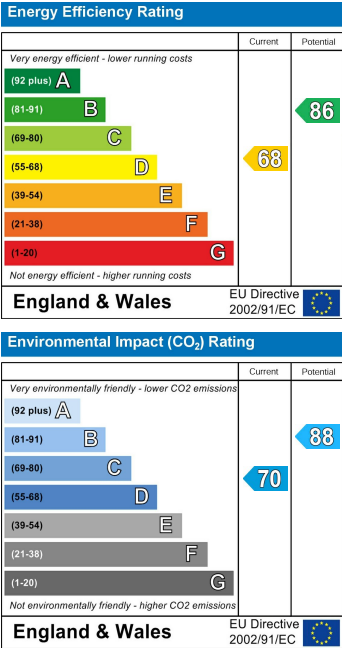 Energy Efficiency Rating
Current Potential
Very energy efficient - lower running costs
(92 plus) A
(81-91) B
(69-80) C
(55-68) D
(39-54) E
(21-38) F
(1-20) G
68
86
Not energy efficient - higher running costs
England & Wales
EU Directive
2002/91/EC
Environmental Impact (CO₂) Rating
Current Potential
Very environmentally friendly - lower CO2 emissions
(92 plus) A
(81-91) B
(69-80) C
(55-68) D
(39-54) E
(21-38) F
(1-20) G
70
88
Not environmentally friendly - higher CO2 emissions
England & Wales
EU Directive
2002/91/EC